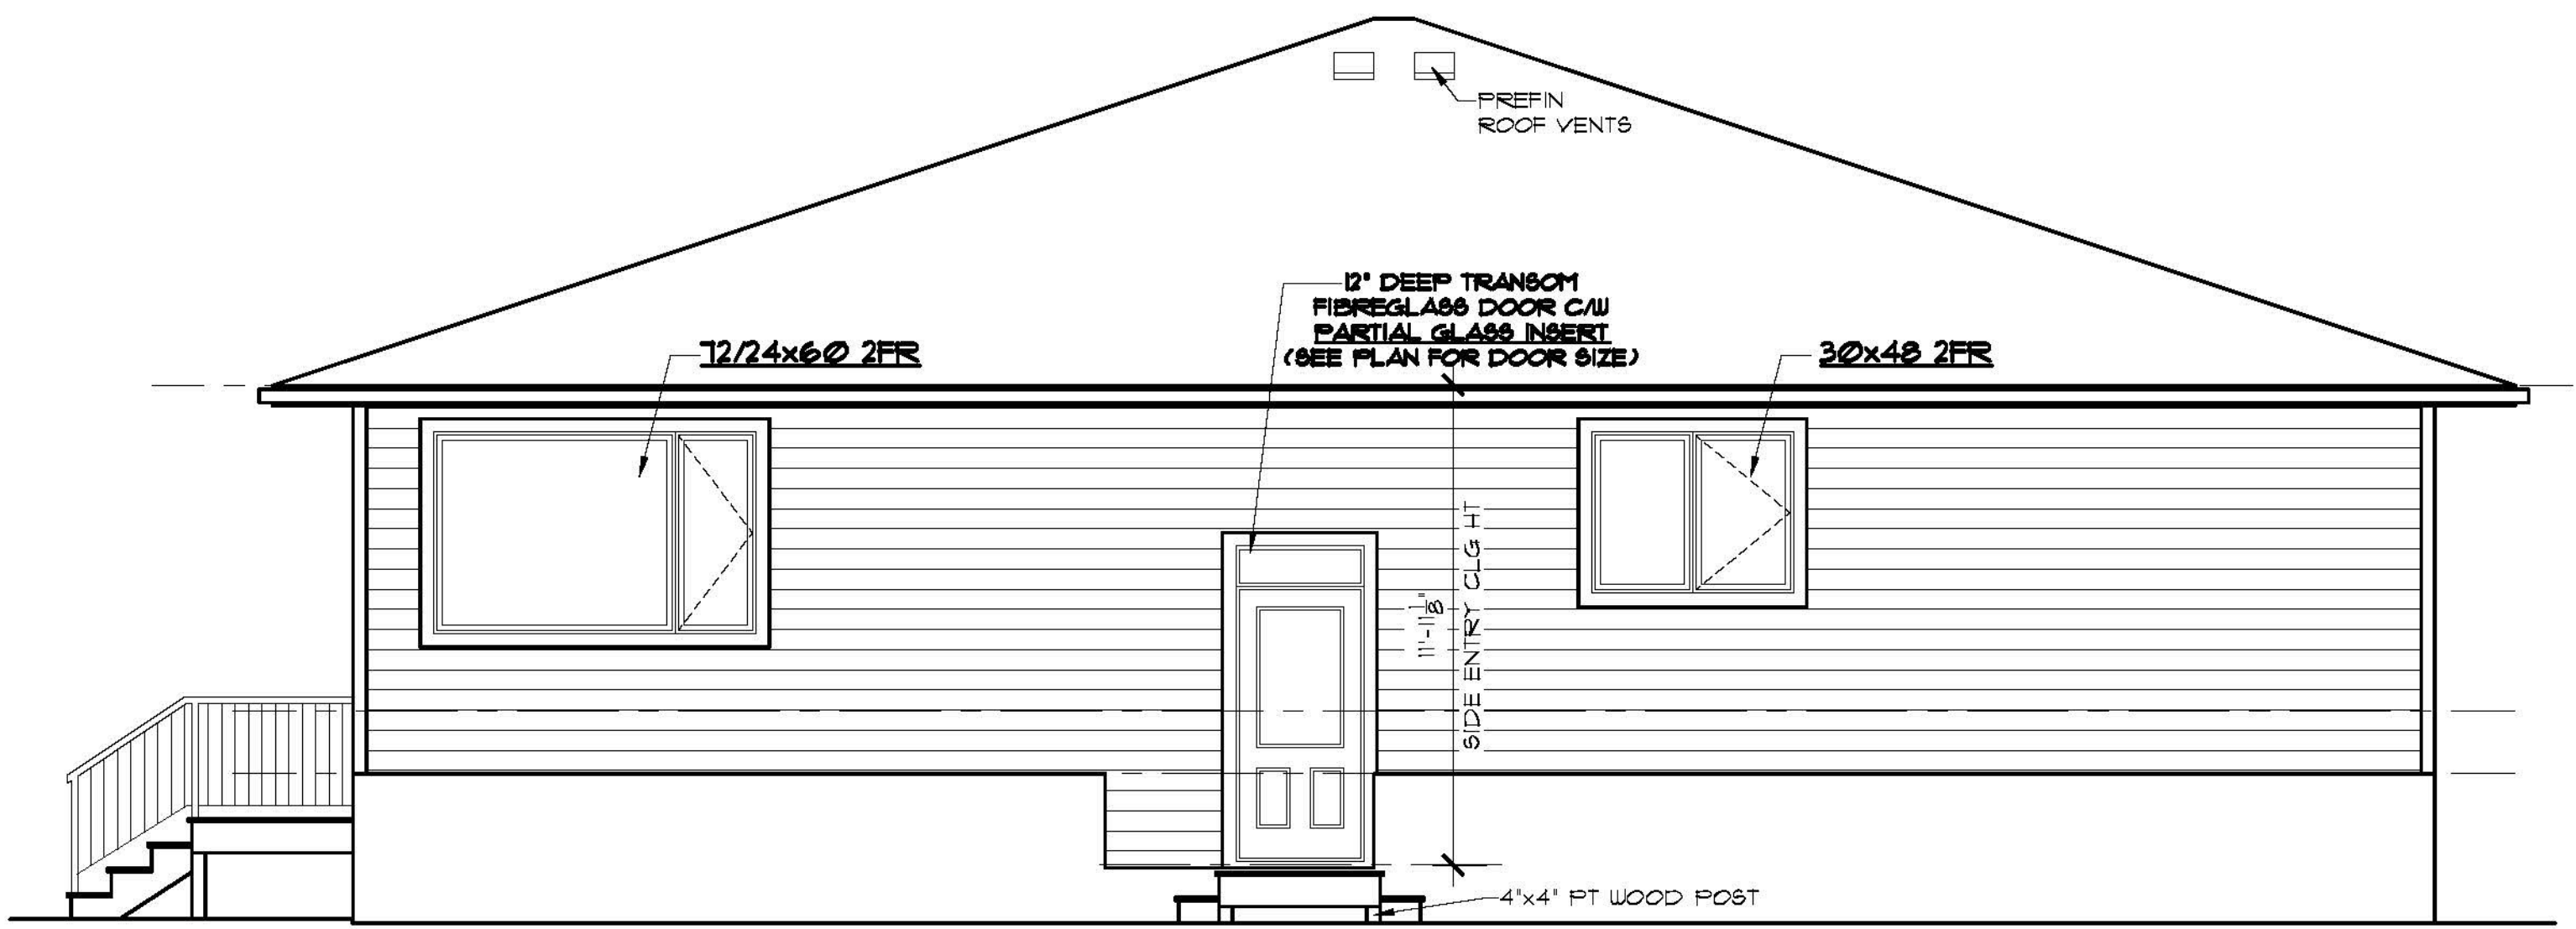 PREFIN
ROOF VENTS
12" DEEP TRANSOM
FIBREGLASS DOOR C/W
PARTIAL GLASS INSERT
(SEE PLAN FOR DOOR SIZE)
72/24x60 2FR
30x48 2FR
11'-11 1/8"
SIDE ENTRY CLG HT
4"x4" PT WOOD POST